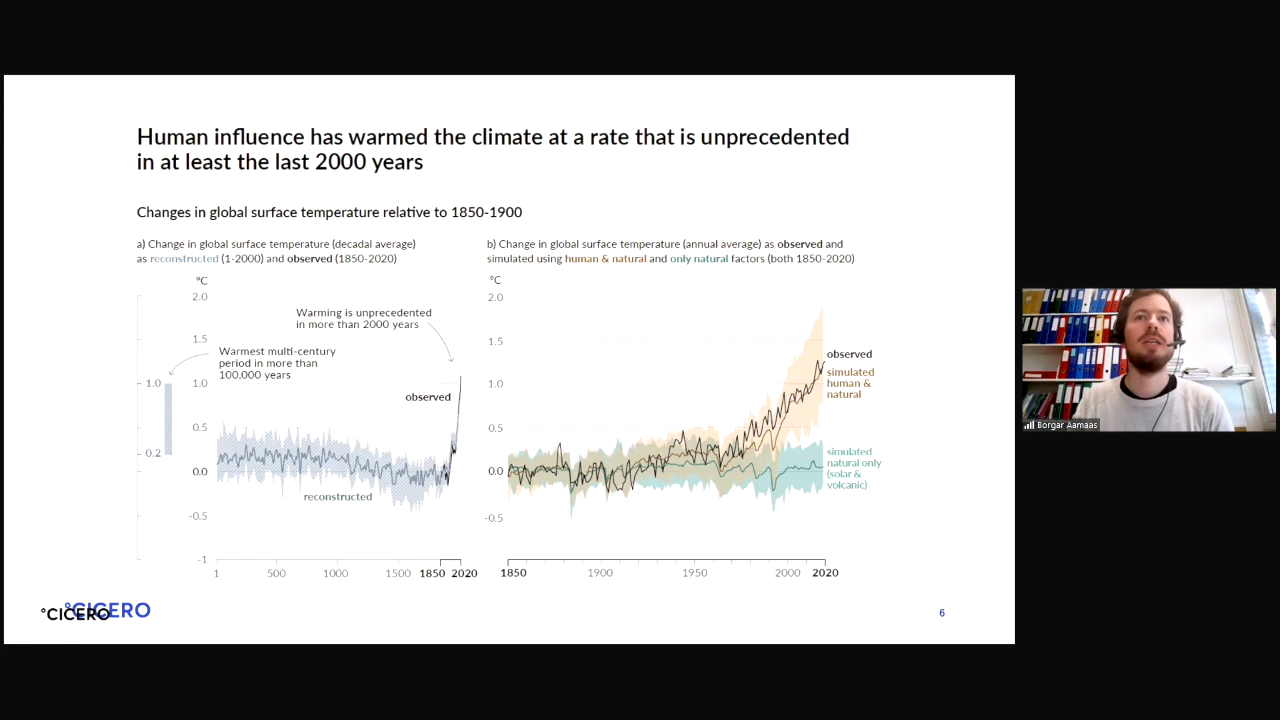 Human influence has warmed the climate at a rate that is unprecedented
in at least the last 2000 years
Changes in global surface temperature relative to 1850-1900
a) Change in global surface temperature (decadal average)
as reconstructed (1-2000) and observed (1850-2020)
°C
2.0
1.5
1.0
0.5
0.0
-0.5
-1
1.0
0.2
Warming is unprecedented
in more than 2000 years
Warmest multi-century
period in more than
100,000 years
observed
reconstructed
1 500 1000 1500 1850 2020
b) Change in global surface temperature (annual average) as observed and
simulated using human & natural and only natural factors (both 1850-2020)
°C
2.0
1.5
1.0
0.5
0.0
-0.5
observed
simulated
human &
natural
simulated
natural only
(solar &
volcanic)
1850 1900 1950 2000 2020
°CICERO
°CICERO
6
Borgar Aamaas